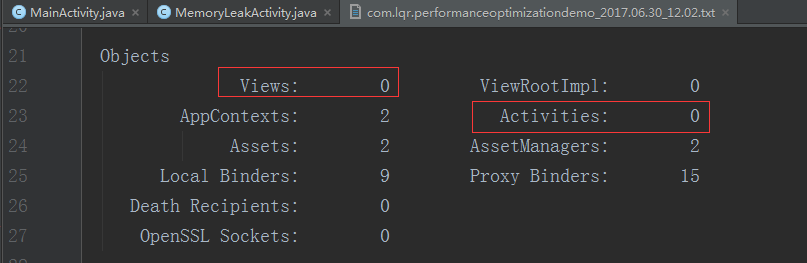 MainActivity.java × MemoryLeakActivity.java × com.lqr.performanceoptimizationdemo_2017.06.30_12.02.txt ×
21 Objects
22 Views: 0 ViewRootImpl: 0
23 AppContexts: 2 Activities: 0
24 Assets: 2 AssetManagers: 2
25 Local Binders: 9 Proxy Binders: 15
26 Death Recipients: 0
27 OpenSSL Sockets: 0